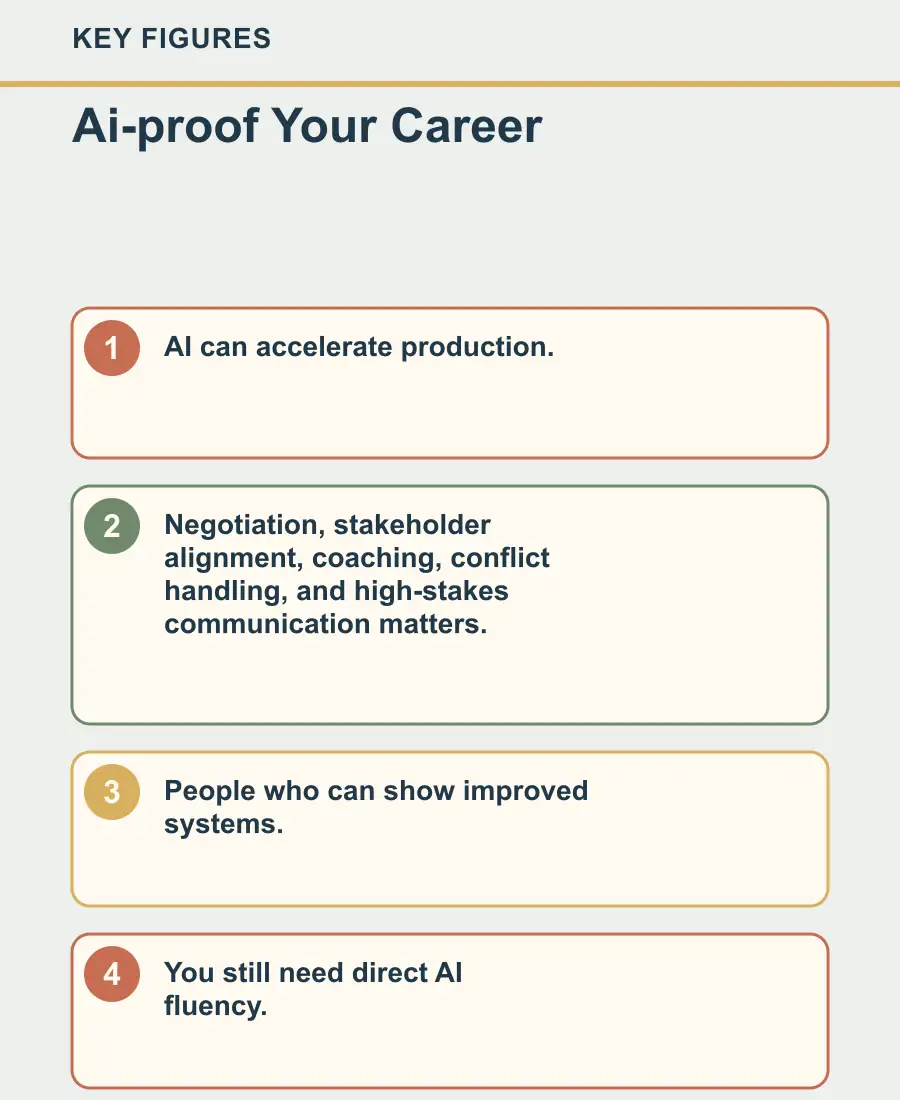 KEY FIGURES
Ai-proof Your Career
1
AI can accelerate production.
2
Negotiation, stakeholder
alignment, coaching, conflict
handling, and high-stakes
communication matters.
3
People who can show improved
systems.
4
You still need direct AI
fluency.